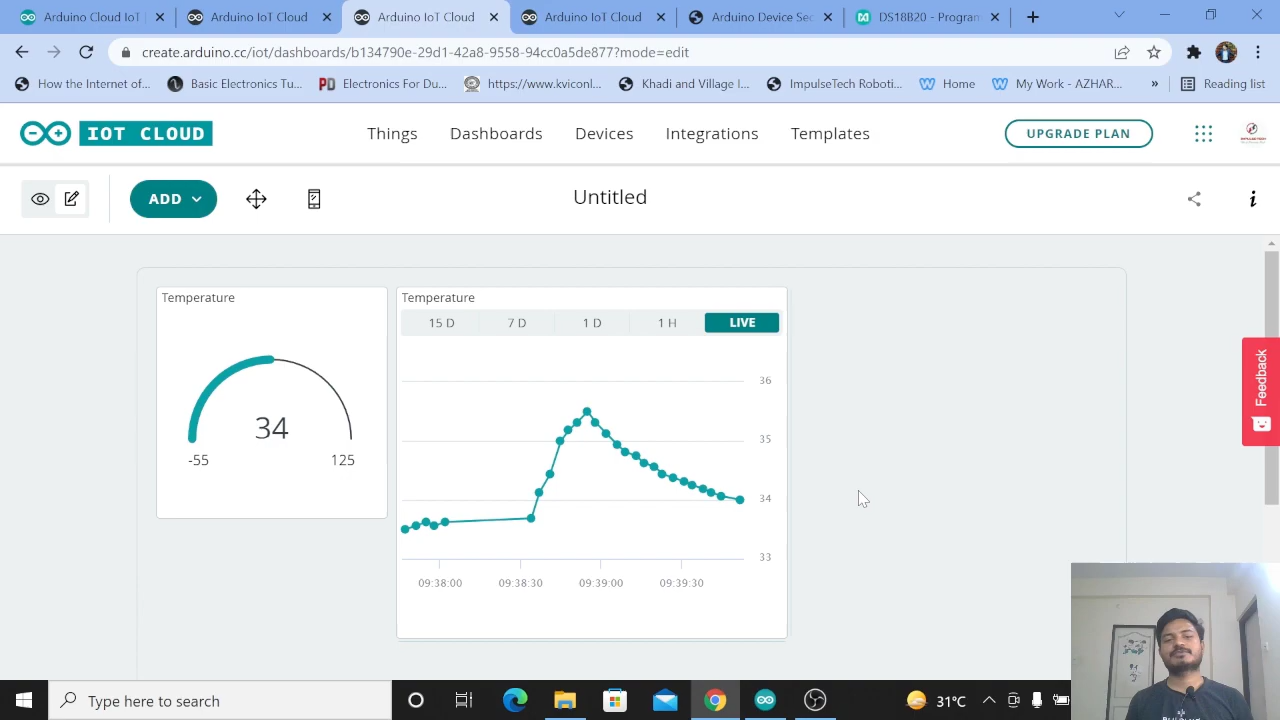 Arduino Cloud IoT
Arduino IoT Cloud
Arduino IoT Cloud
Arduino IoT Cloud
Arduino Device Sec
DS18B20 - Program
create.arduino.cc/iot/dashboards/b134790e-29d1-42a8-9558-94cc0a5de877?mode=edit
How the Internet of...
Basic Electronics Tu...
PD Electronics For Du...
https://www.kviconl...
Khadi and Village I...
ImpulseTech Roboti...
Home
My Work - AZHAR...
»
Reading list
IOT CLOUD
Things
Dashboards
Devices
Integrations
Templates
UPGRADE PLAN
ADD
Untitled
i
Temperature
34
-55
125
Temperature
15 D
7 D
1 D
1 H
LIVE
36
35
34
33
09:38:00
09:38:30
09:39:00
09:39:30
Feedback
Type here to search
31°C